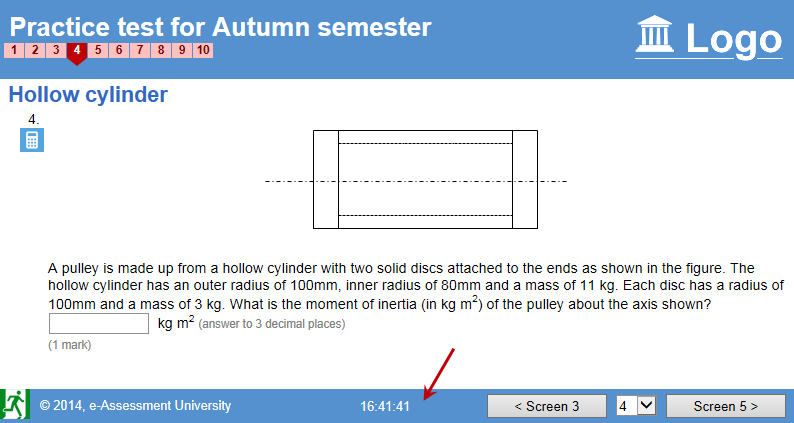 Practice test for Autumn semester
1 2 3 4 5 6 7 8 9 10
Logo
Hollow cylinder
4.
A pulley is made up from a hollow cylinder with two solid discs attached to the ends as shown in the figure. The
hollow cylinder has an outer radius of 100mm, inner radius of 80mm and a mass of 11 kg. Each disc has a radius of
100mm and a mass of 3 kg. What is the moment of inertia (in kg m²) of the pulley about the axis shown?
kg m² (answer to 3 decimal places)
(1 mark)
© 2014, e-Assessment University
16:41:41
< Screen 3
4
Screen 5 >